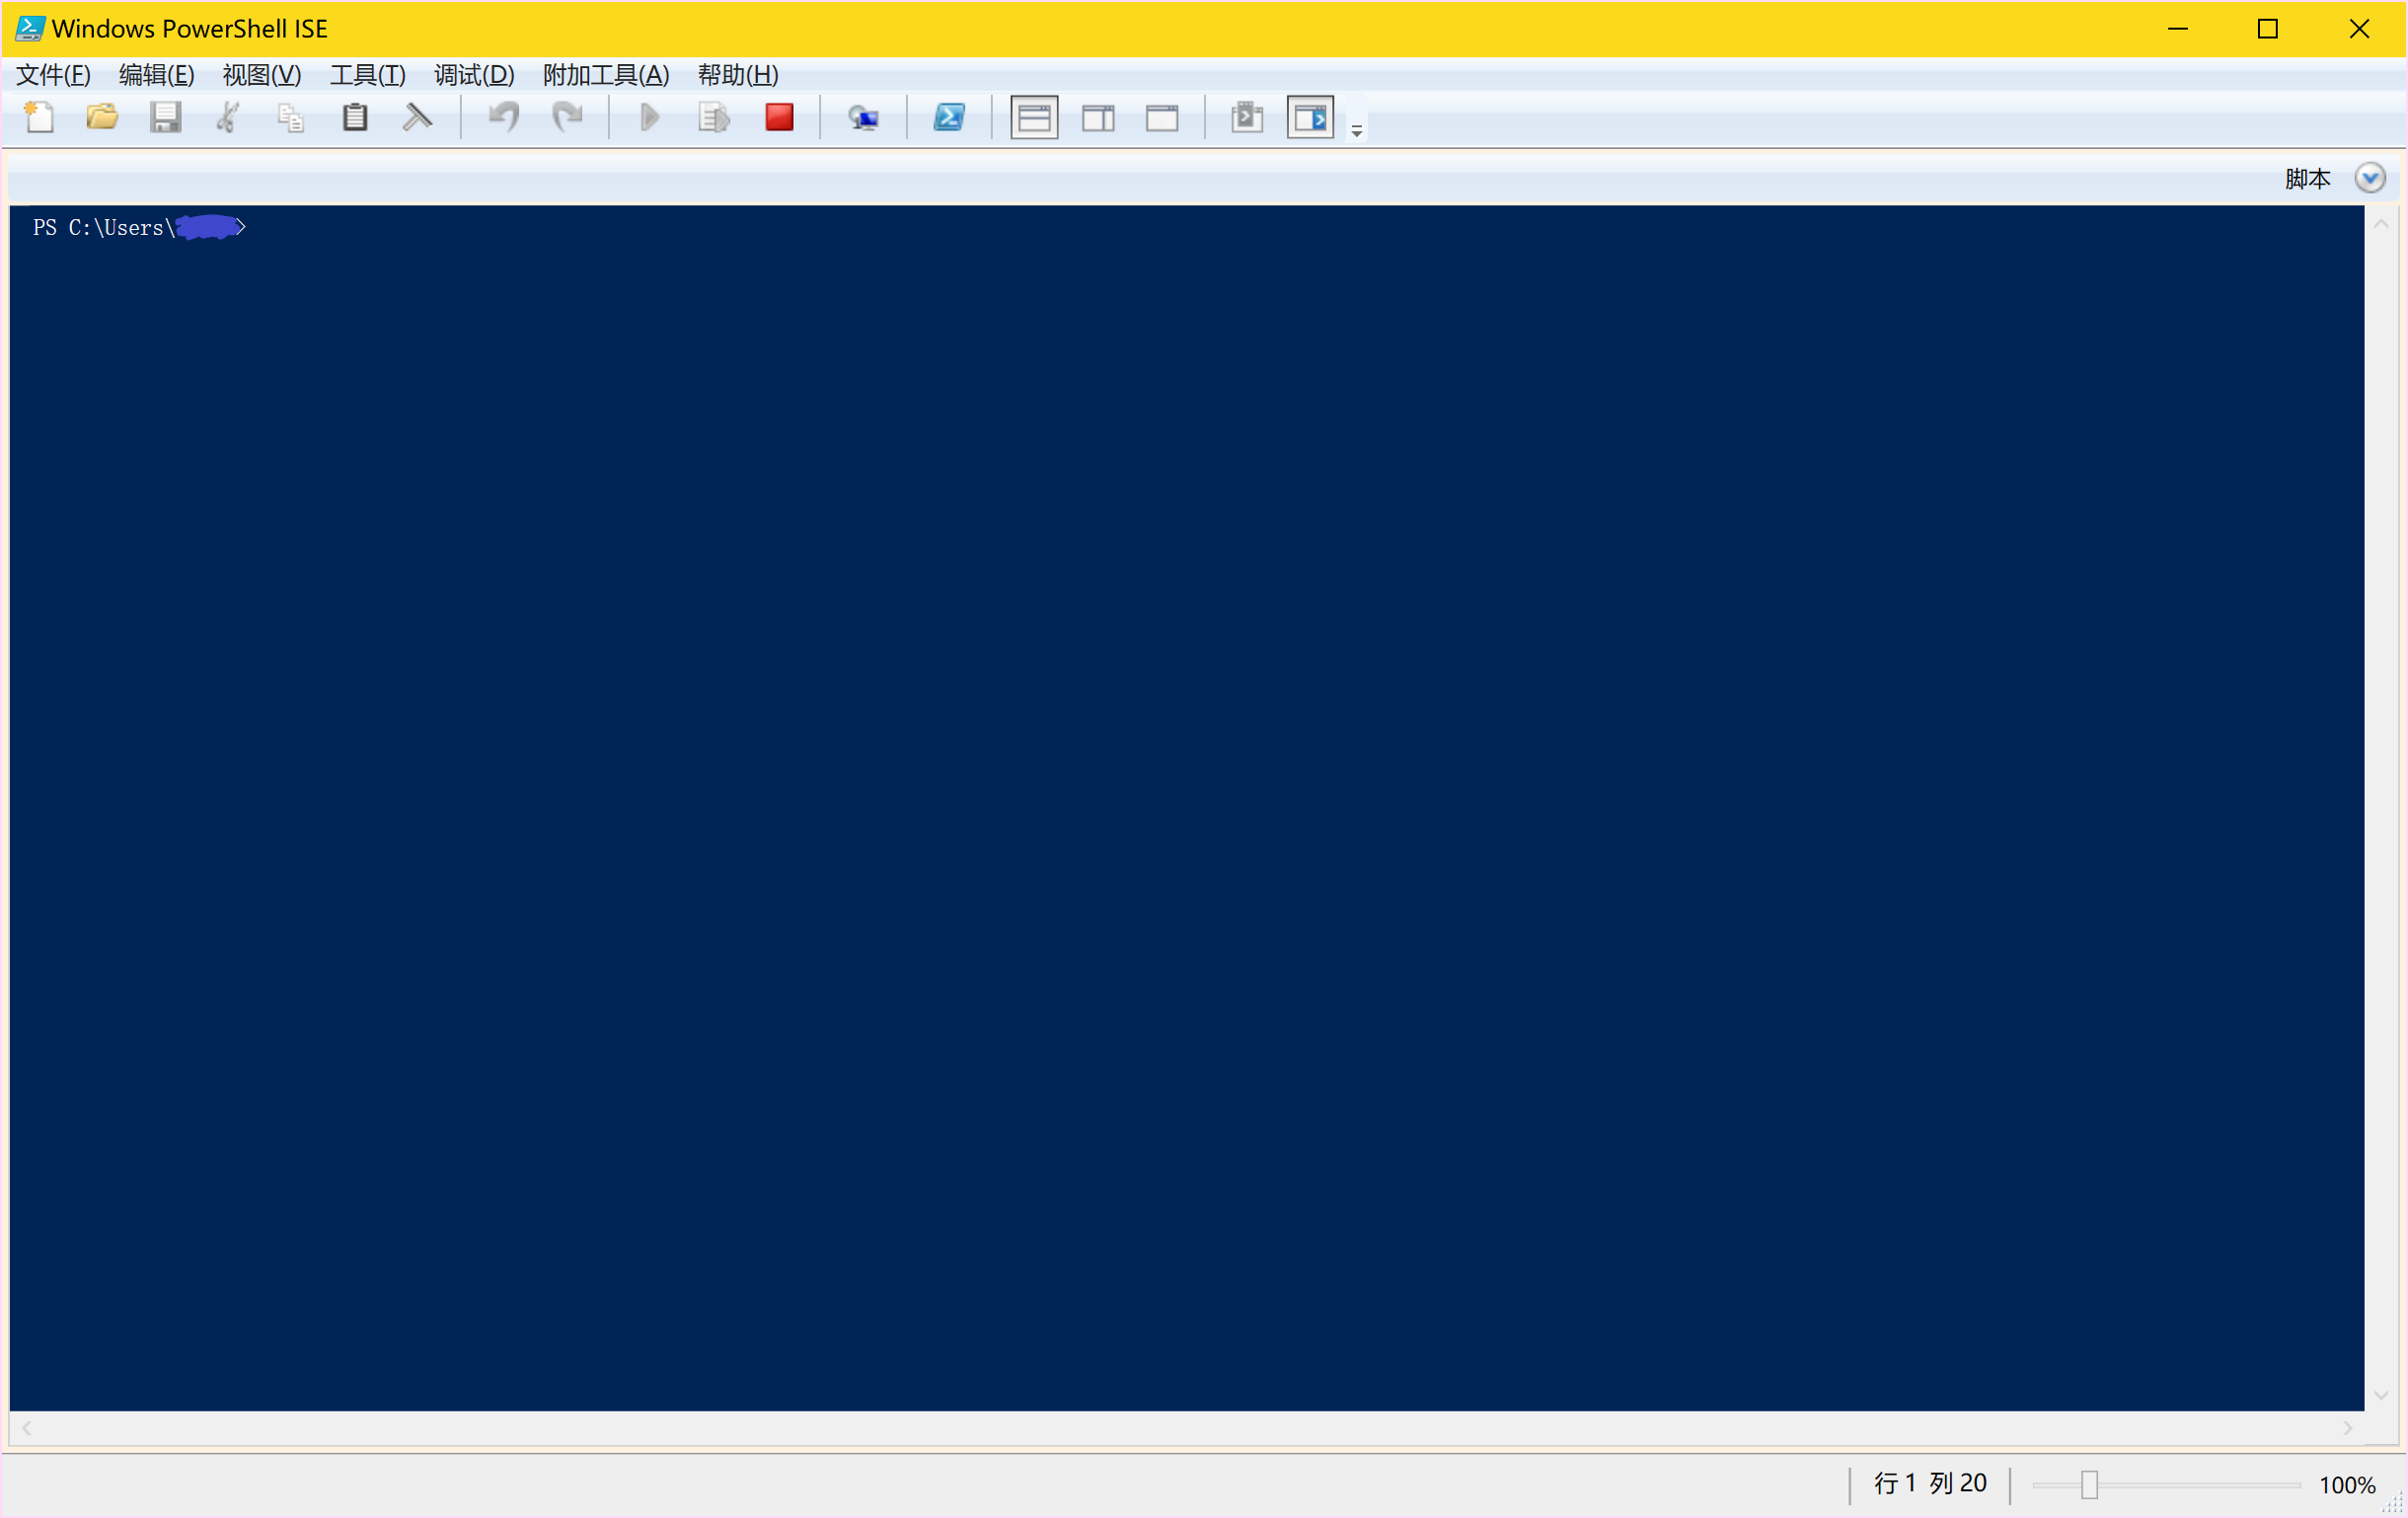 Windows PowerShell ISE
文件(F) 编辑(E) 视图(V) 工具(T) 调试(D) 附加工具(A) 帮助(H)
脚本
PS C:\Users\>
行 1 列 20 100%